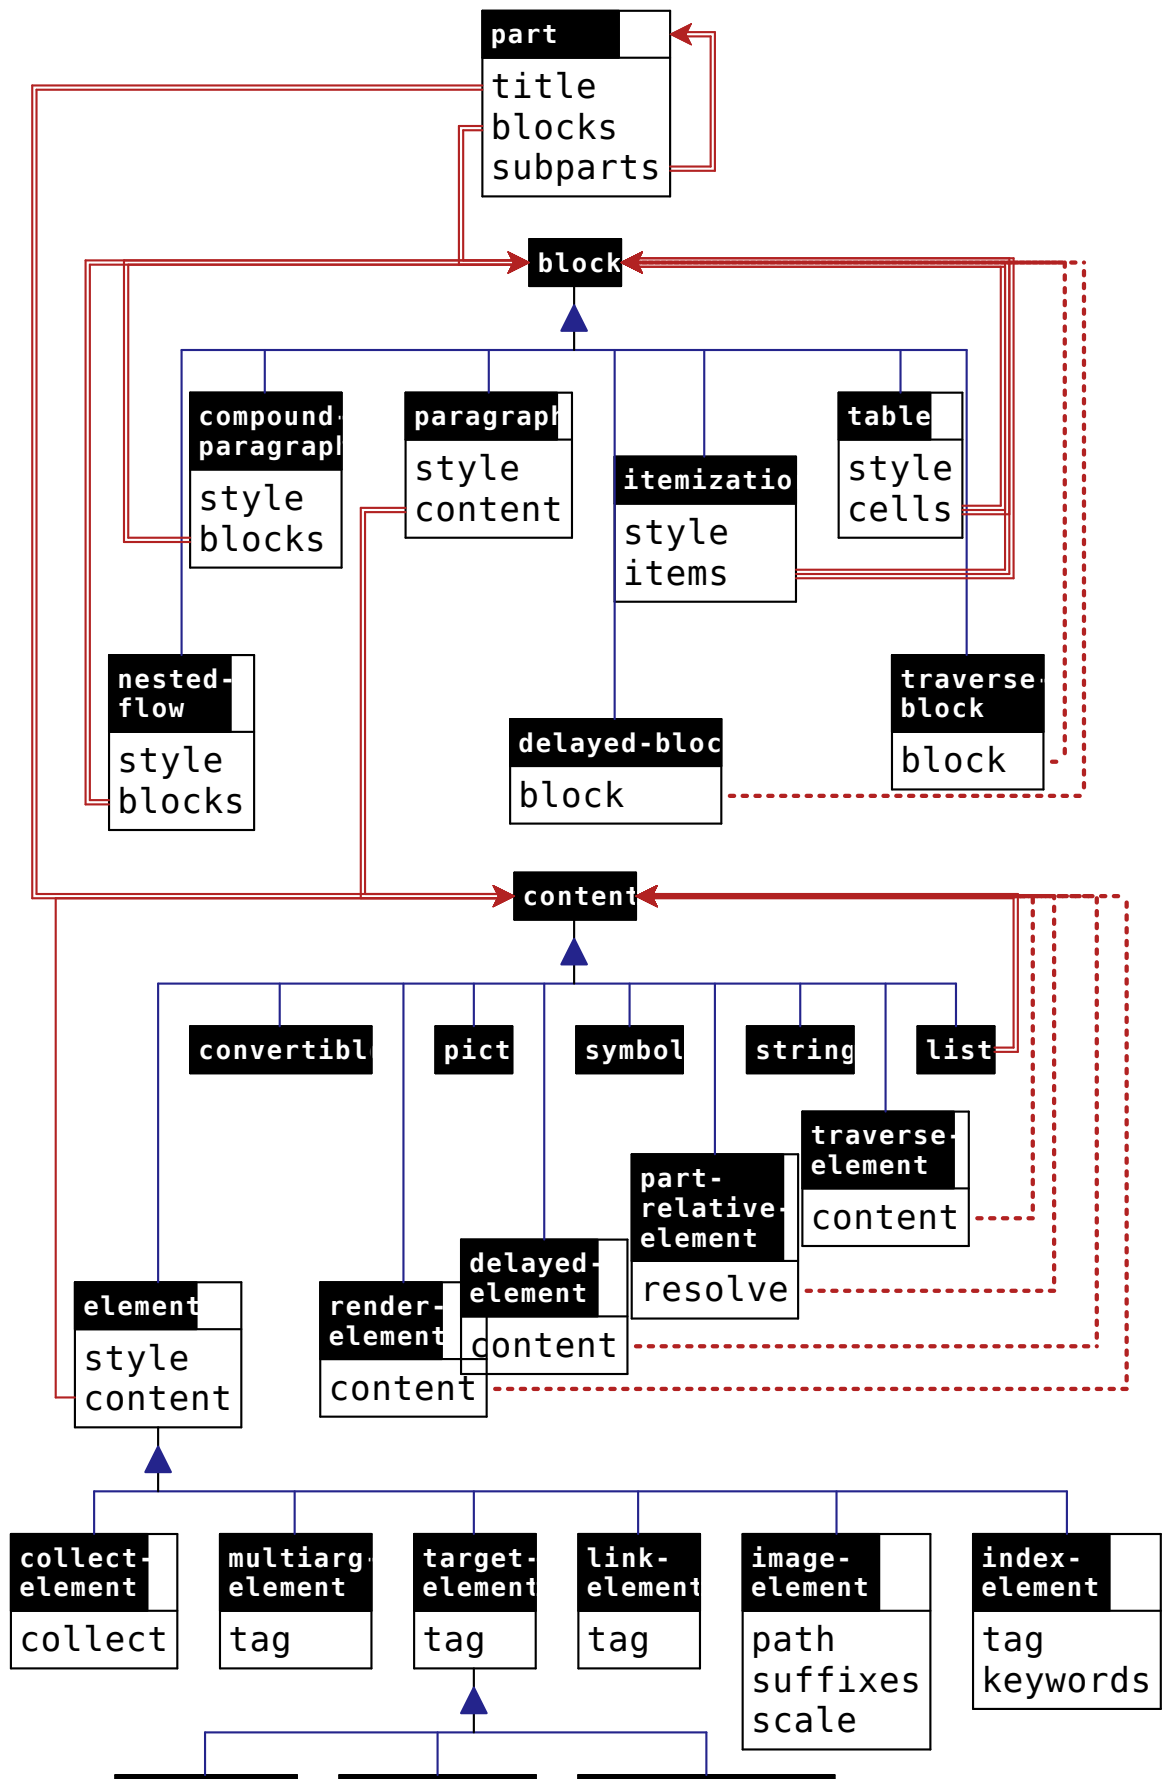 part
title
blocks
subparts
block
compound-
paragraph
style
blocks
paragraph
style
content
itemizatio
style
items
table
style
cells
nested-
flow
style
blocks
delayed-bloc
block
traverse-
block
block
content
convertibl
pict
symbol
string
list
traverse-
element
content
part-
relative-
element
resolve
delayed-
element
content
render-
element
content
element
style
content
collect-
element
collect
multiarg-
element
tag
target-
element
tag
link-
element
tag
image-
element
path
suffixes
scale
index-
element
tag
keywords